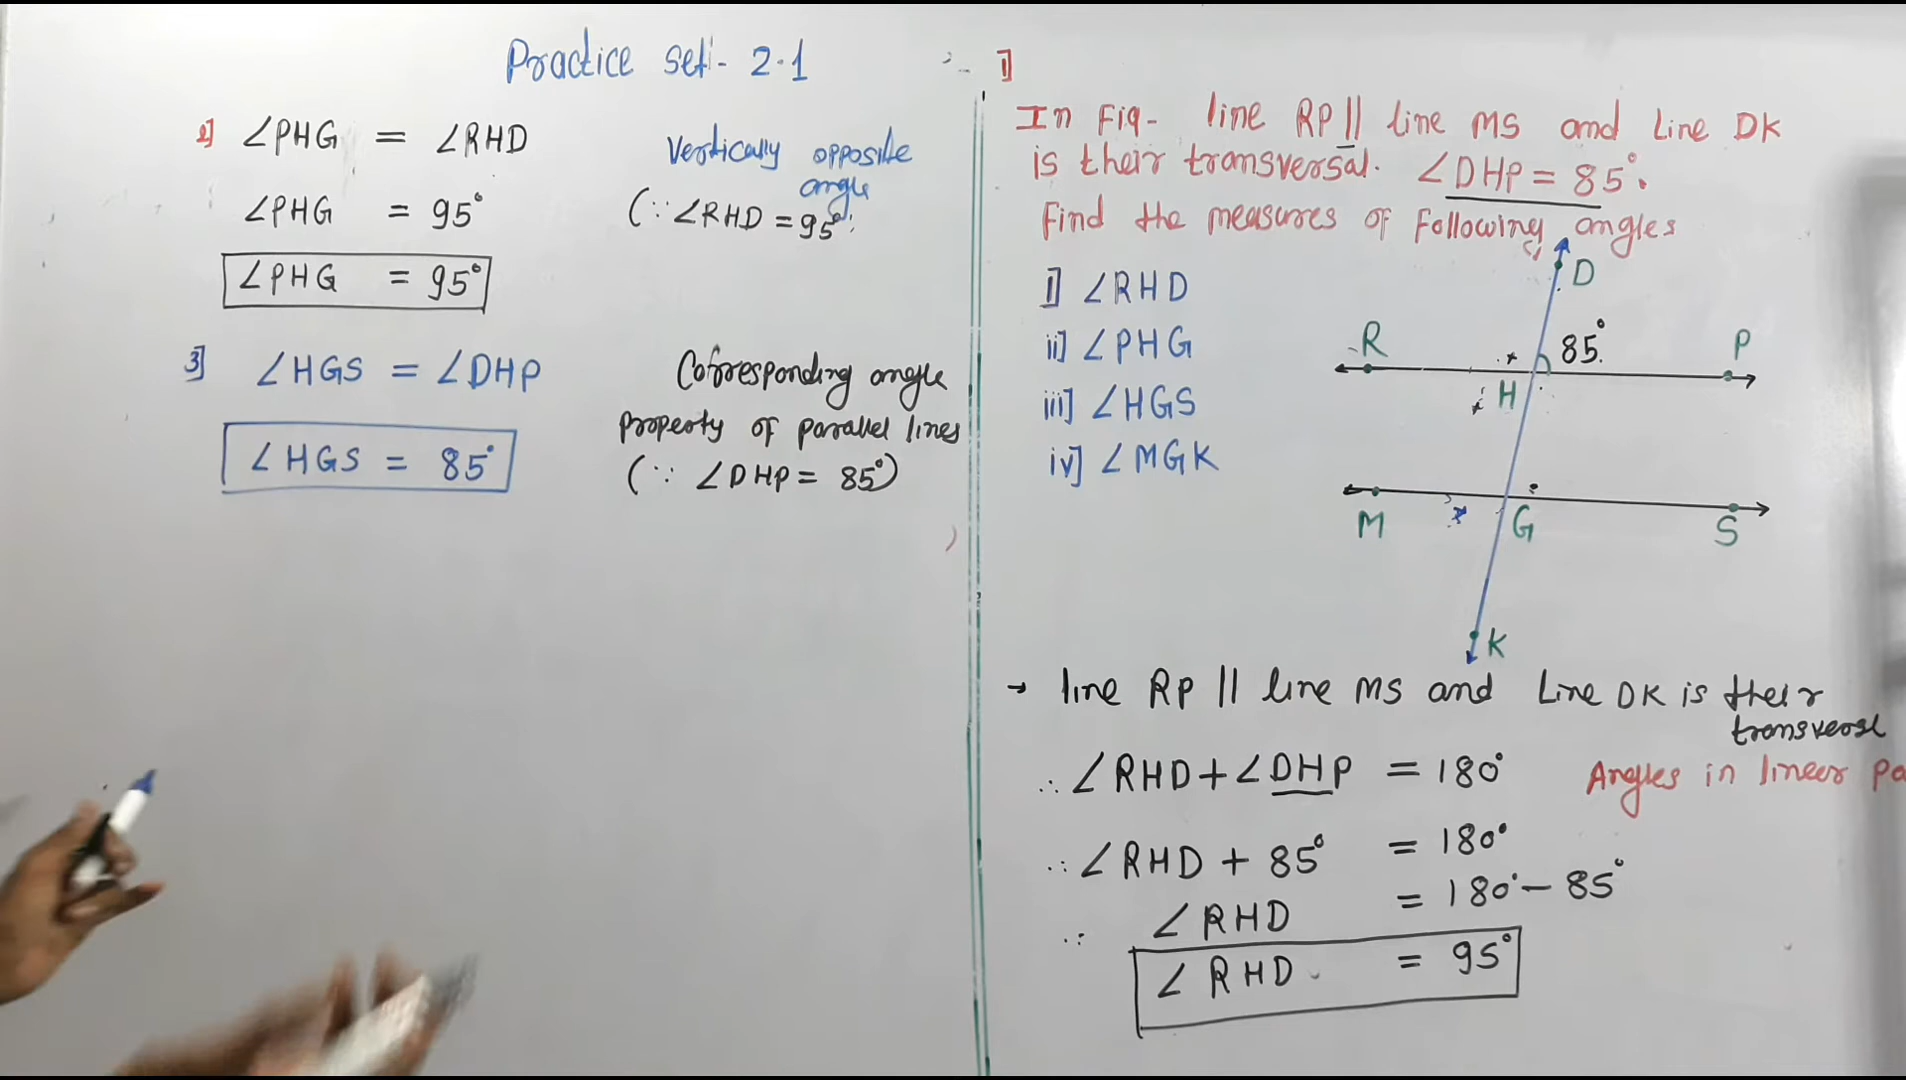 Practice set - 2.1
2] ∠PHG = ∠RHD
Vertically opposite
angle
∠PHG = 95°
(∵ ∠RHD = 95°
∠PHG = 95°
3] ∠HGS = ∠DHP
Corresponding angle
property of parallel lines
∠HGS = 85°
(∵ ∠DHP = 85°)
1]
In Fig- line RP || line MS and Line DK
is their transversal. ∠DHP = 85°.
Find the measures of following angles
i] ∠RHD
ii] ∠PHG
iii] ∠HGS
iv] ∠MGK
D
R
85°
P
H
M
G
S
K
→ line RP || line MS and Line DK is their
transverse
∴ ∠RHD + ∠DHP = 180° Angles in linear
∴ ∠RHD + 85° = 180°
∴ ∠RHD = 180° - 85°
∠RHD = 95°